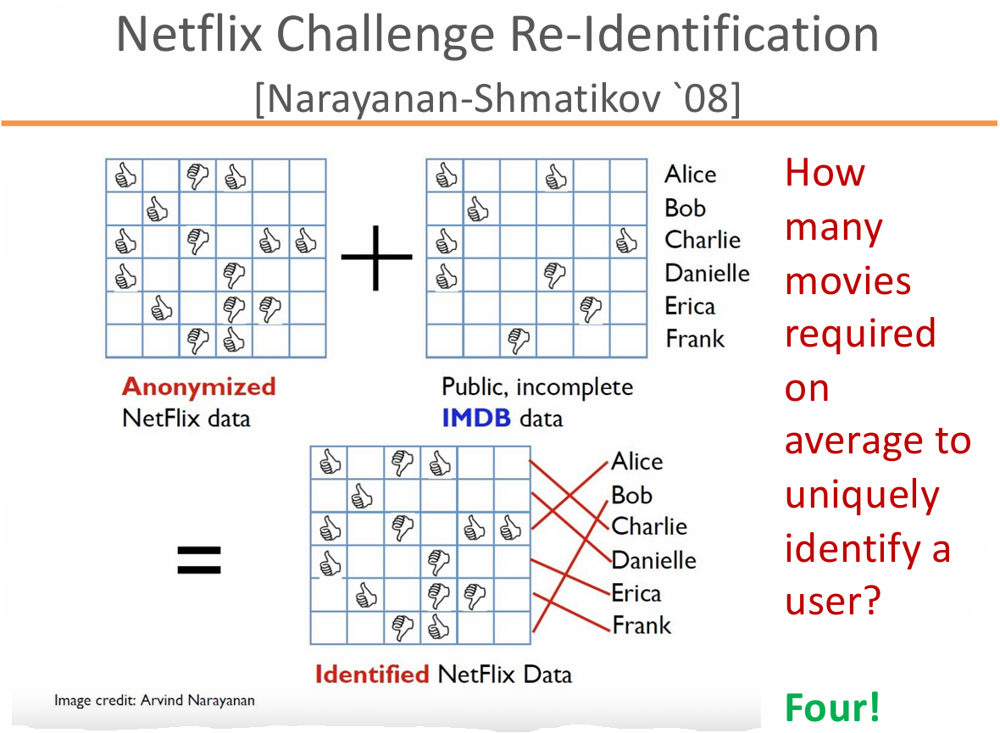 Netflix Challenge Re-Identification
[Narayanan-Shmatikov `08]
Alice
Bob
Charlie
Danielle
Erica
Frank
Anonymized
NetFlix data
Public, incomplete
IMDB data
Alice
Bob
Charlie
Danielle
Erica
Frank
Identified NetFlix Data
Image credit: Arvind Narayanan
How
many
movies
required
on
average to
uniquely
identify a
user?
Four!